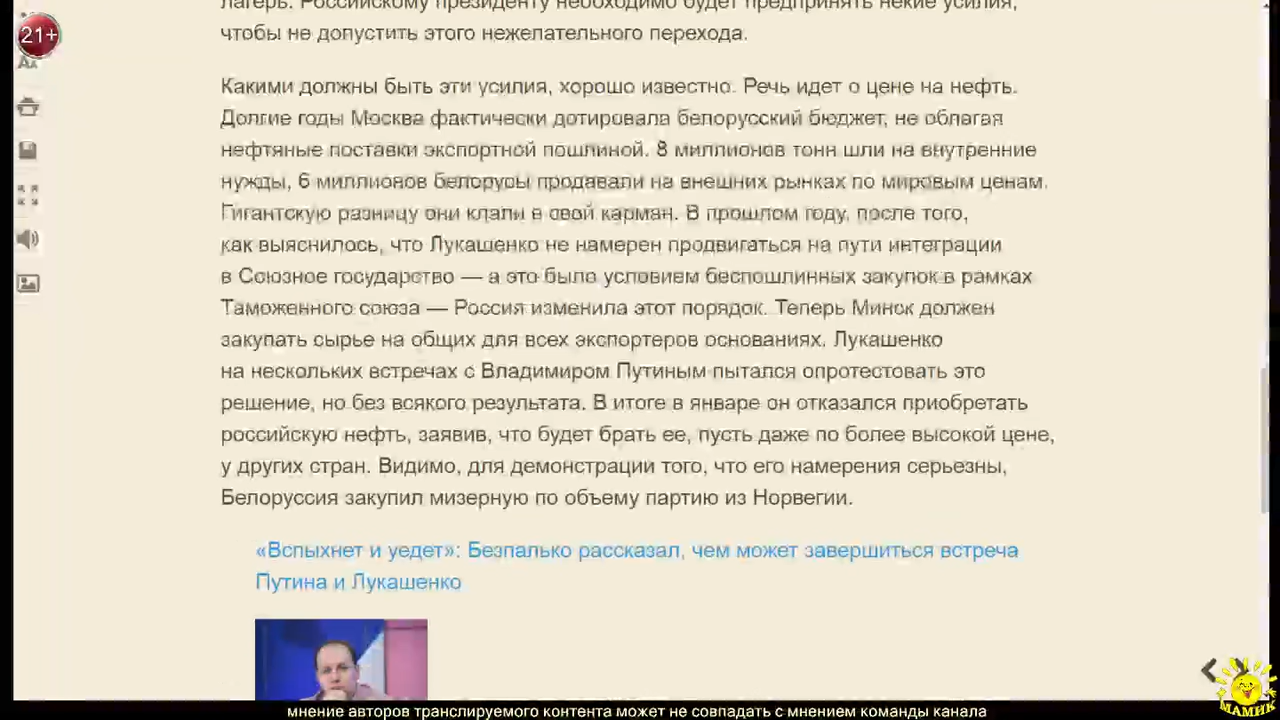 лагерь. Российскому президенту необходимо будет предпринять некие усилия,
21+
чтобы не допустить этого нежелательного перехода.
Какими должны быть эти усилия, хорошо известно. Речь идет о цене на нефть.
Долгие годы Москва фактически дотировала белорусский бюджет, не облагая
нефтяные поставки экспортной пошлиной. 8 миллионов тонн шли на внутренние
нужды, 6 миллионов белорусы продавали на внешних рынках по мировым ценам.
Гигантскую разницу они клали в свой карман. В прошлом году, после того,
как выяснилось, что Лукашенко не намерен продвигаться на пути интеграции
в Союзное государство — а это было условием беспошлинных закупок в рамках
Таможенного союза — Россия изменила этот порядок. Теперь Минск должен
закупать сырье на общих для всех экспортеров основаниях. Лукашенко
на нескольких встречах с Владимиром Путиным пытался опротестовать это
решение, но без всякого результата. В итоге в январе он отказался приобретать
российскую нефть, заявив, что будет брать ее, пусть даже по более высокой цене,
у других стран. Видимо, для демонстрации того, что его намерения серьезны,
Белоруссия закупил мизерную по объему партию из Норвегии.
«Вспыхнет и уедет»: Безпалько рассказал, чем может завершиться встреча
Путина и Лукашенко
МАМИК
мнение авторов транслируемого контента может не совпадать с мнением команды канала